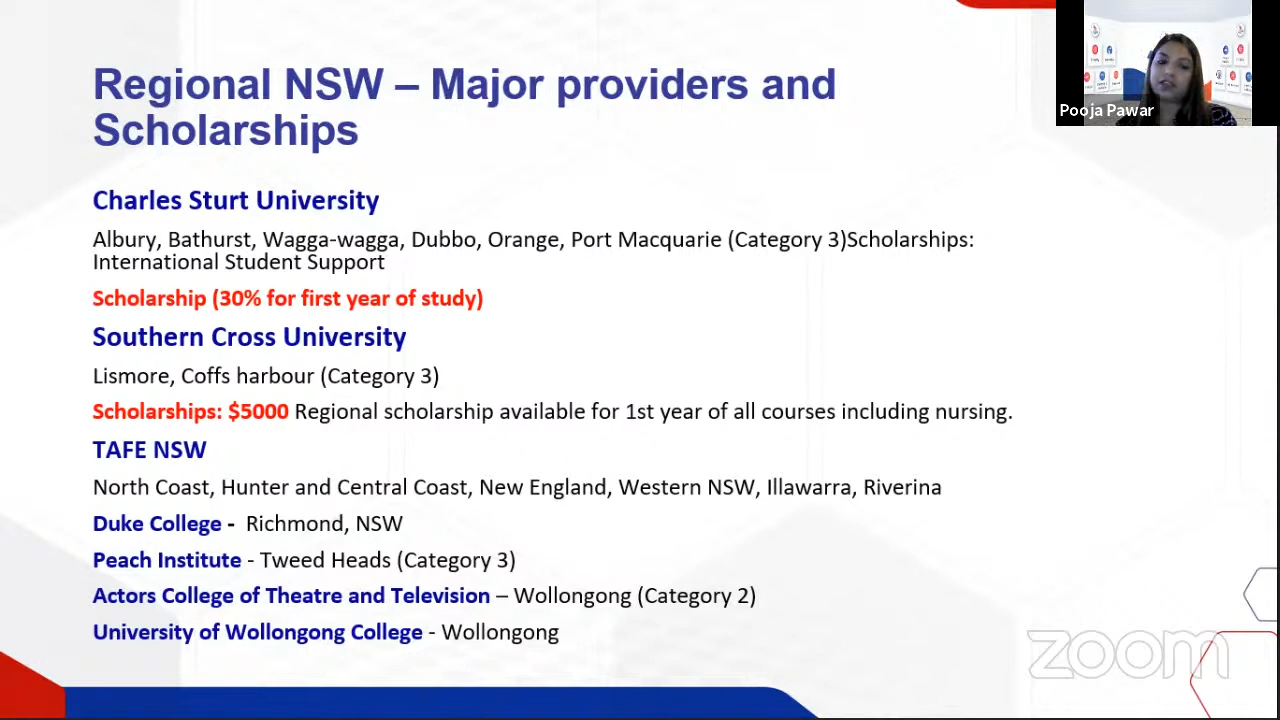 Regional NSW – Major providers and
Scholarships
Charles Sturt University
Albury, Bathurst, Wagga-wagga, Dubbo, Orange, Port Macquarie (Category 3)Scholarships:
International Student Support
Scholarship (30% for first year of study)
Southern Cross University
Lismore, Coffs harbour (Category 3)
Scholarships: $5000 Regional scholarship available for 1st year of all courses including nursing.
TAFE NSW
North Coast, Hunter and Central Coast, New England, Western NSW, Illawarra, Riverina
Duke College - Richmond, NSW
Peach Institute - Tweed Heads (Category 3)
Actors College of Theatre and Television – Wollongong (Category 2)
University of Wollongong College - Wollongong
Pooja Pawar
zoom